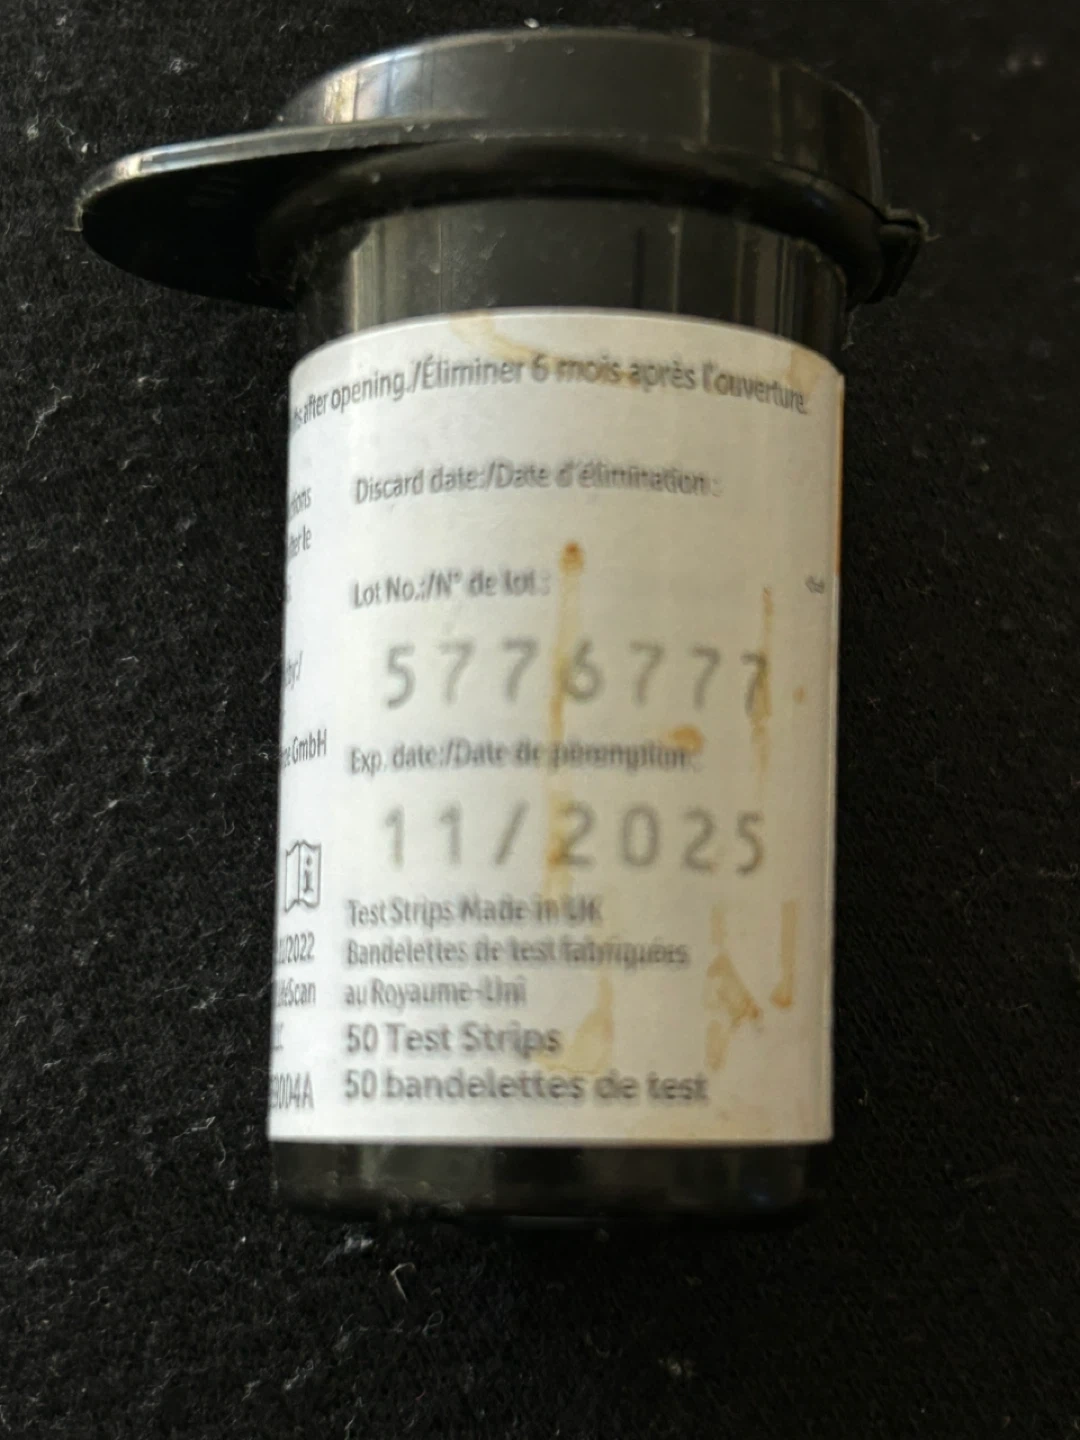 after opening./Éliminer 6 mois après l'ouverture.
Discard date:/Date d'élimination :
Lot No.:/N° de lot :
5776777
GmbH
Exp. date:/Date de péremption :
11/2025
Test Strips Made in UK
Bandelettes de test fabriquées
/2022
au Royaume-Uni
Scan
50 Test Strips
004A
50 bandelettes de test